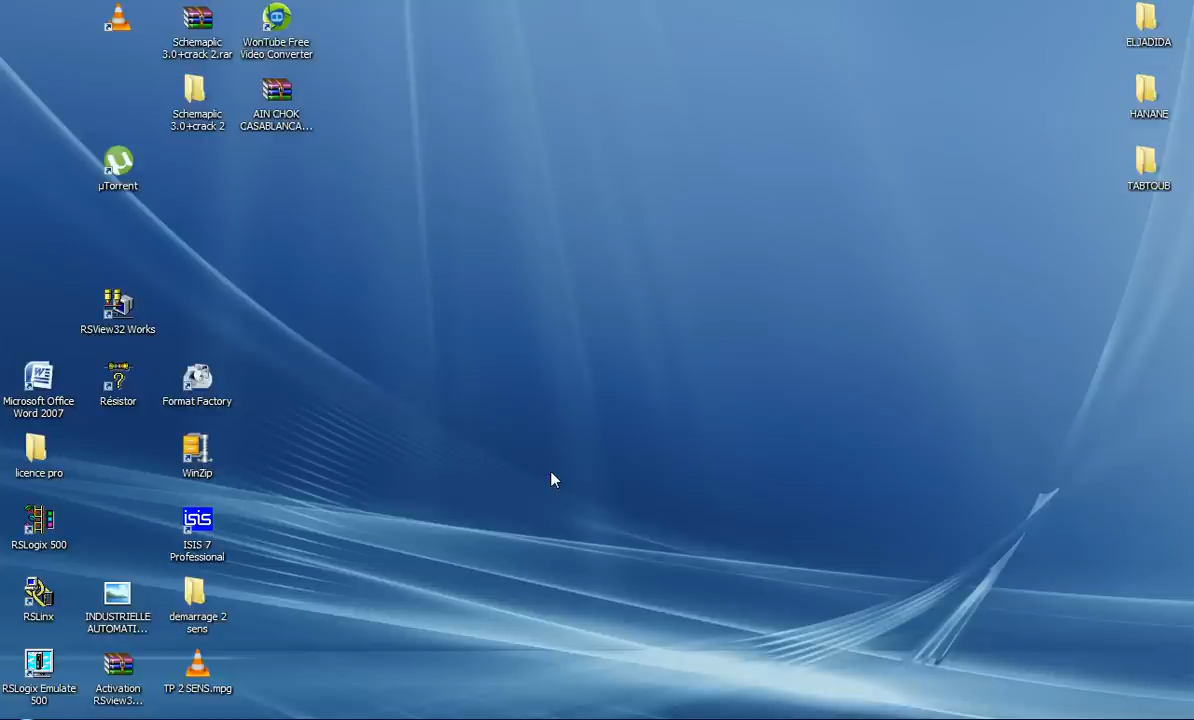 Schemaplic
3.0+crack 2.rar
WonTube Free
Video Converter
ELJADIDA
Schemaplic
3.0+crack 2
AIN CHOK
CASABLANCA...
HANANE
µTorrent
TABTOUB
RSView32 Works
Microsoft Office
Word 2007
Résistor
Format Factory
licence pro
WinZip
RSLogix 500
isis
ISIS 7
Professional
RSLinx
INDUSTRIELLE
AUTOMATI...
demarrage 2
sens
RSLogix Emulate
500
Activation
RSview3...
TP 2 SENS.mpg